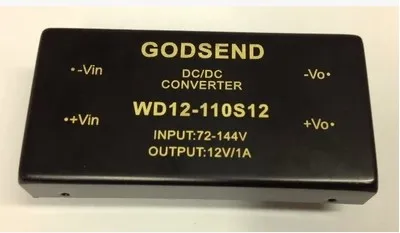 GODSEND
•-Vin
DC/DC
-Vo•
CONVERTER
WD12-110S12
•+Vin
+Vo•
INPUT:72-144V
OUTPUT:12V/1A